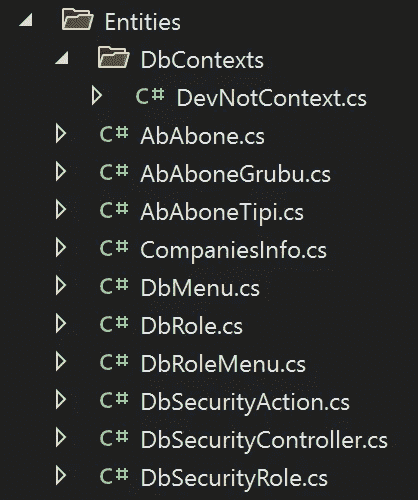 Entities
DbContexts
C# DevNotContext.cs
C# AbAbone.cs
C# AbAboneGrubu.cs
C# AbAboneTipi.cs
C# CompaniesInfo.cs
C# DbMenu.cs
C# DbRole.cs
C# DbRoleMenu.cs
C# DbSecurityAction.cs
C# DbSecurityController.cs
C# DbSecurityRole.cs